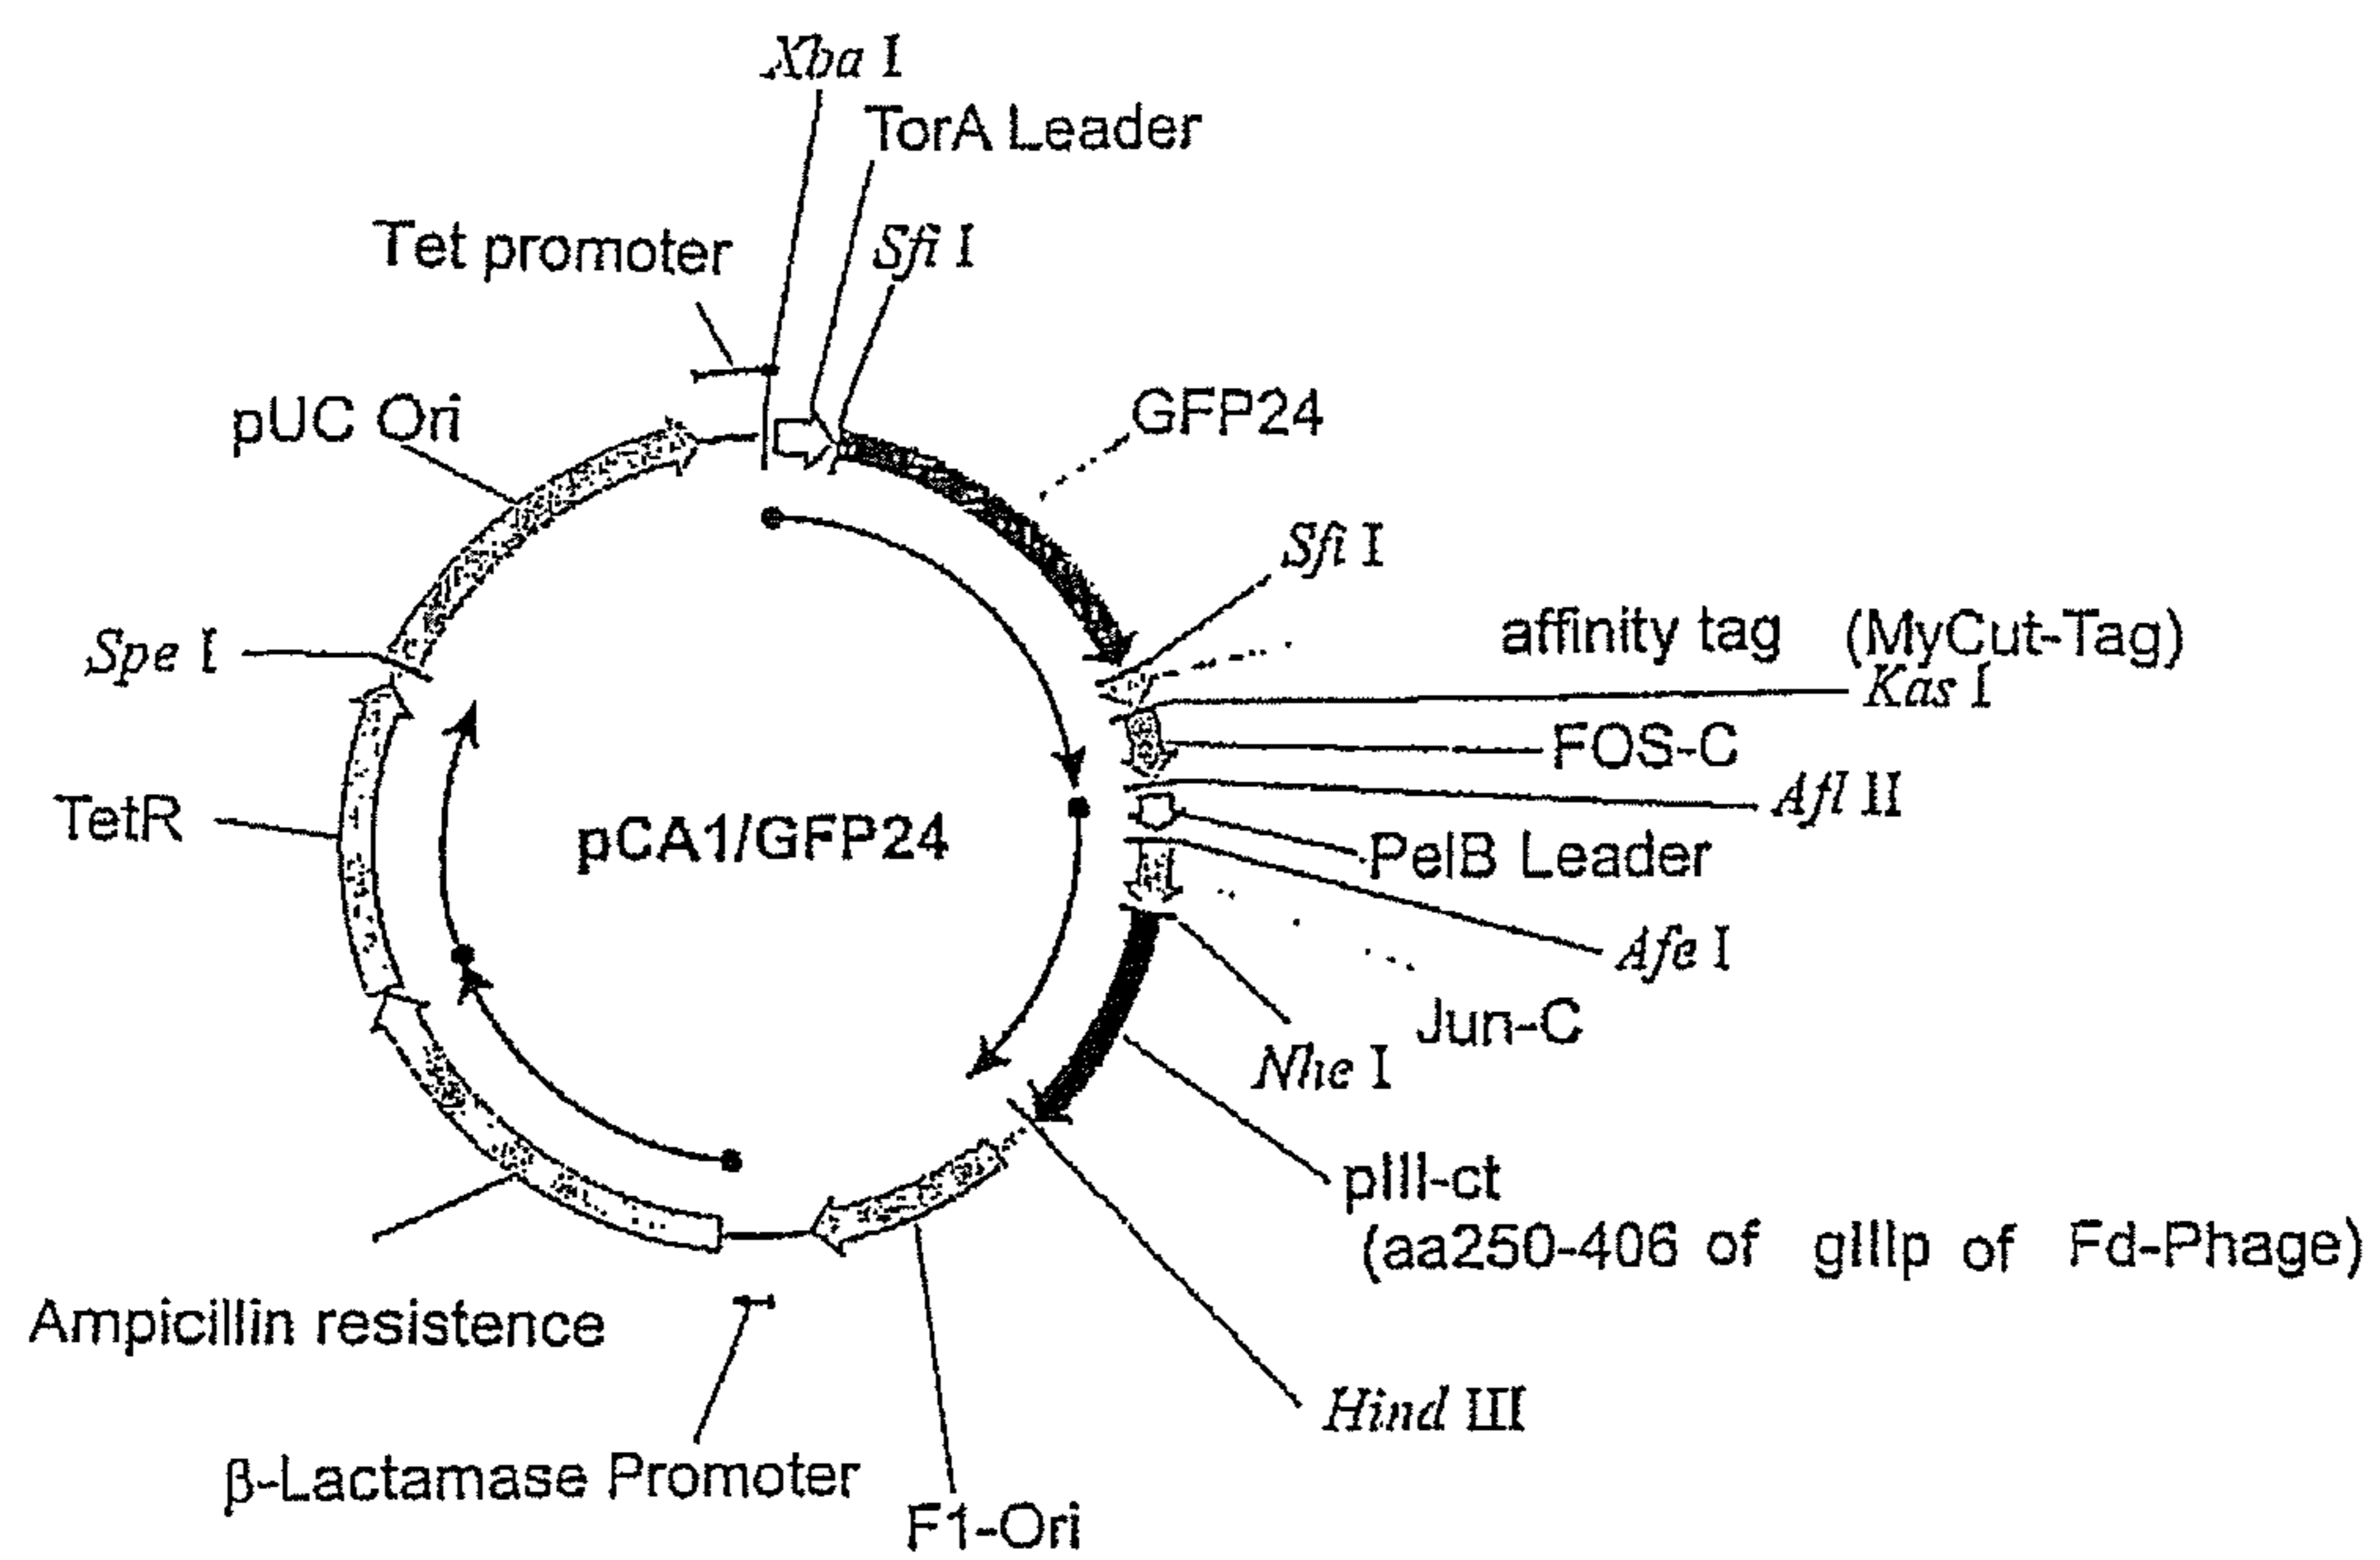 Xba I
TorA Leader
Tet promoter
Sfi I
pUC Ori
GFP24
Sfi I
affinity tag (MyCut-Tag)
Kas I
Spe I
FOS-C
Afl II
TetR
pCA1/GFP24
PelB Leader
Afe I
Jun-C
Nhe I
pIII-ct
(aa250-406 of gIIIp of Fd-Phage)
Ampicillin resistence
Hind III
β-Lactamase Promoter
F1-Ori